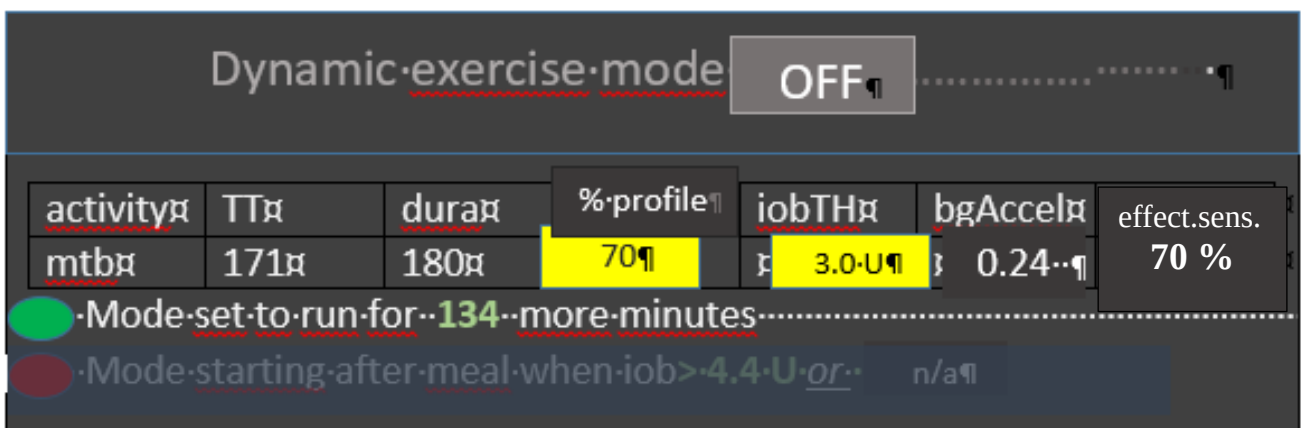 Dynamic exercise mode OFF
activity TT dura % profile iobTH bgAccel effect.sens.
mtb 171 180 70 3.0 U 0.24 70 %
Mode set to run for 134 more minutes
Mode starting after meal when iob> 4.4 U or n/a